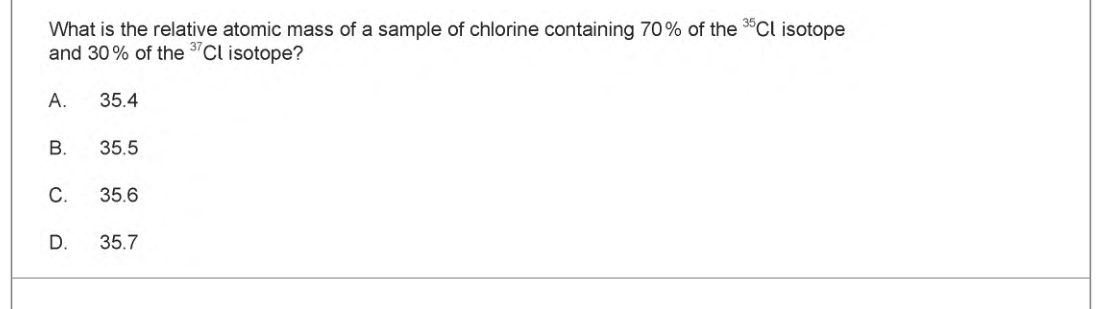 What is the relative atomic mass of a sample of chlorine containing 70% of the ³⁵Cl isotope
and 30% of the ³⁷Cl isotope?
A. 35.4
B. 35.5
C. 35.6
D. 35.7